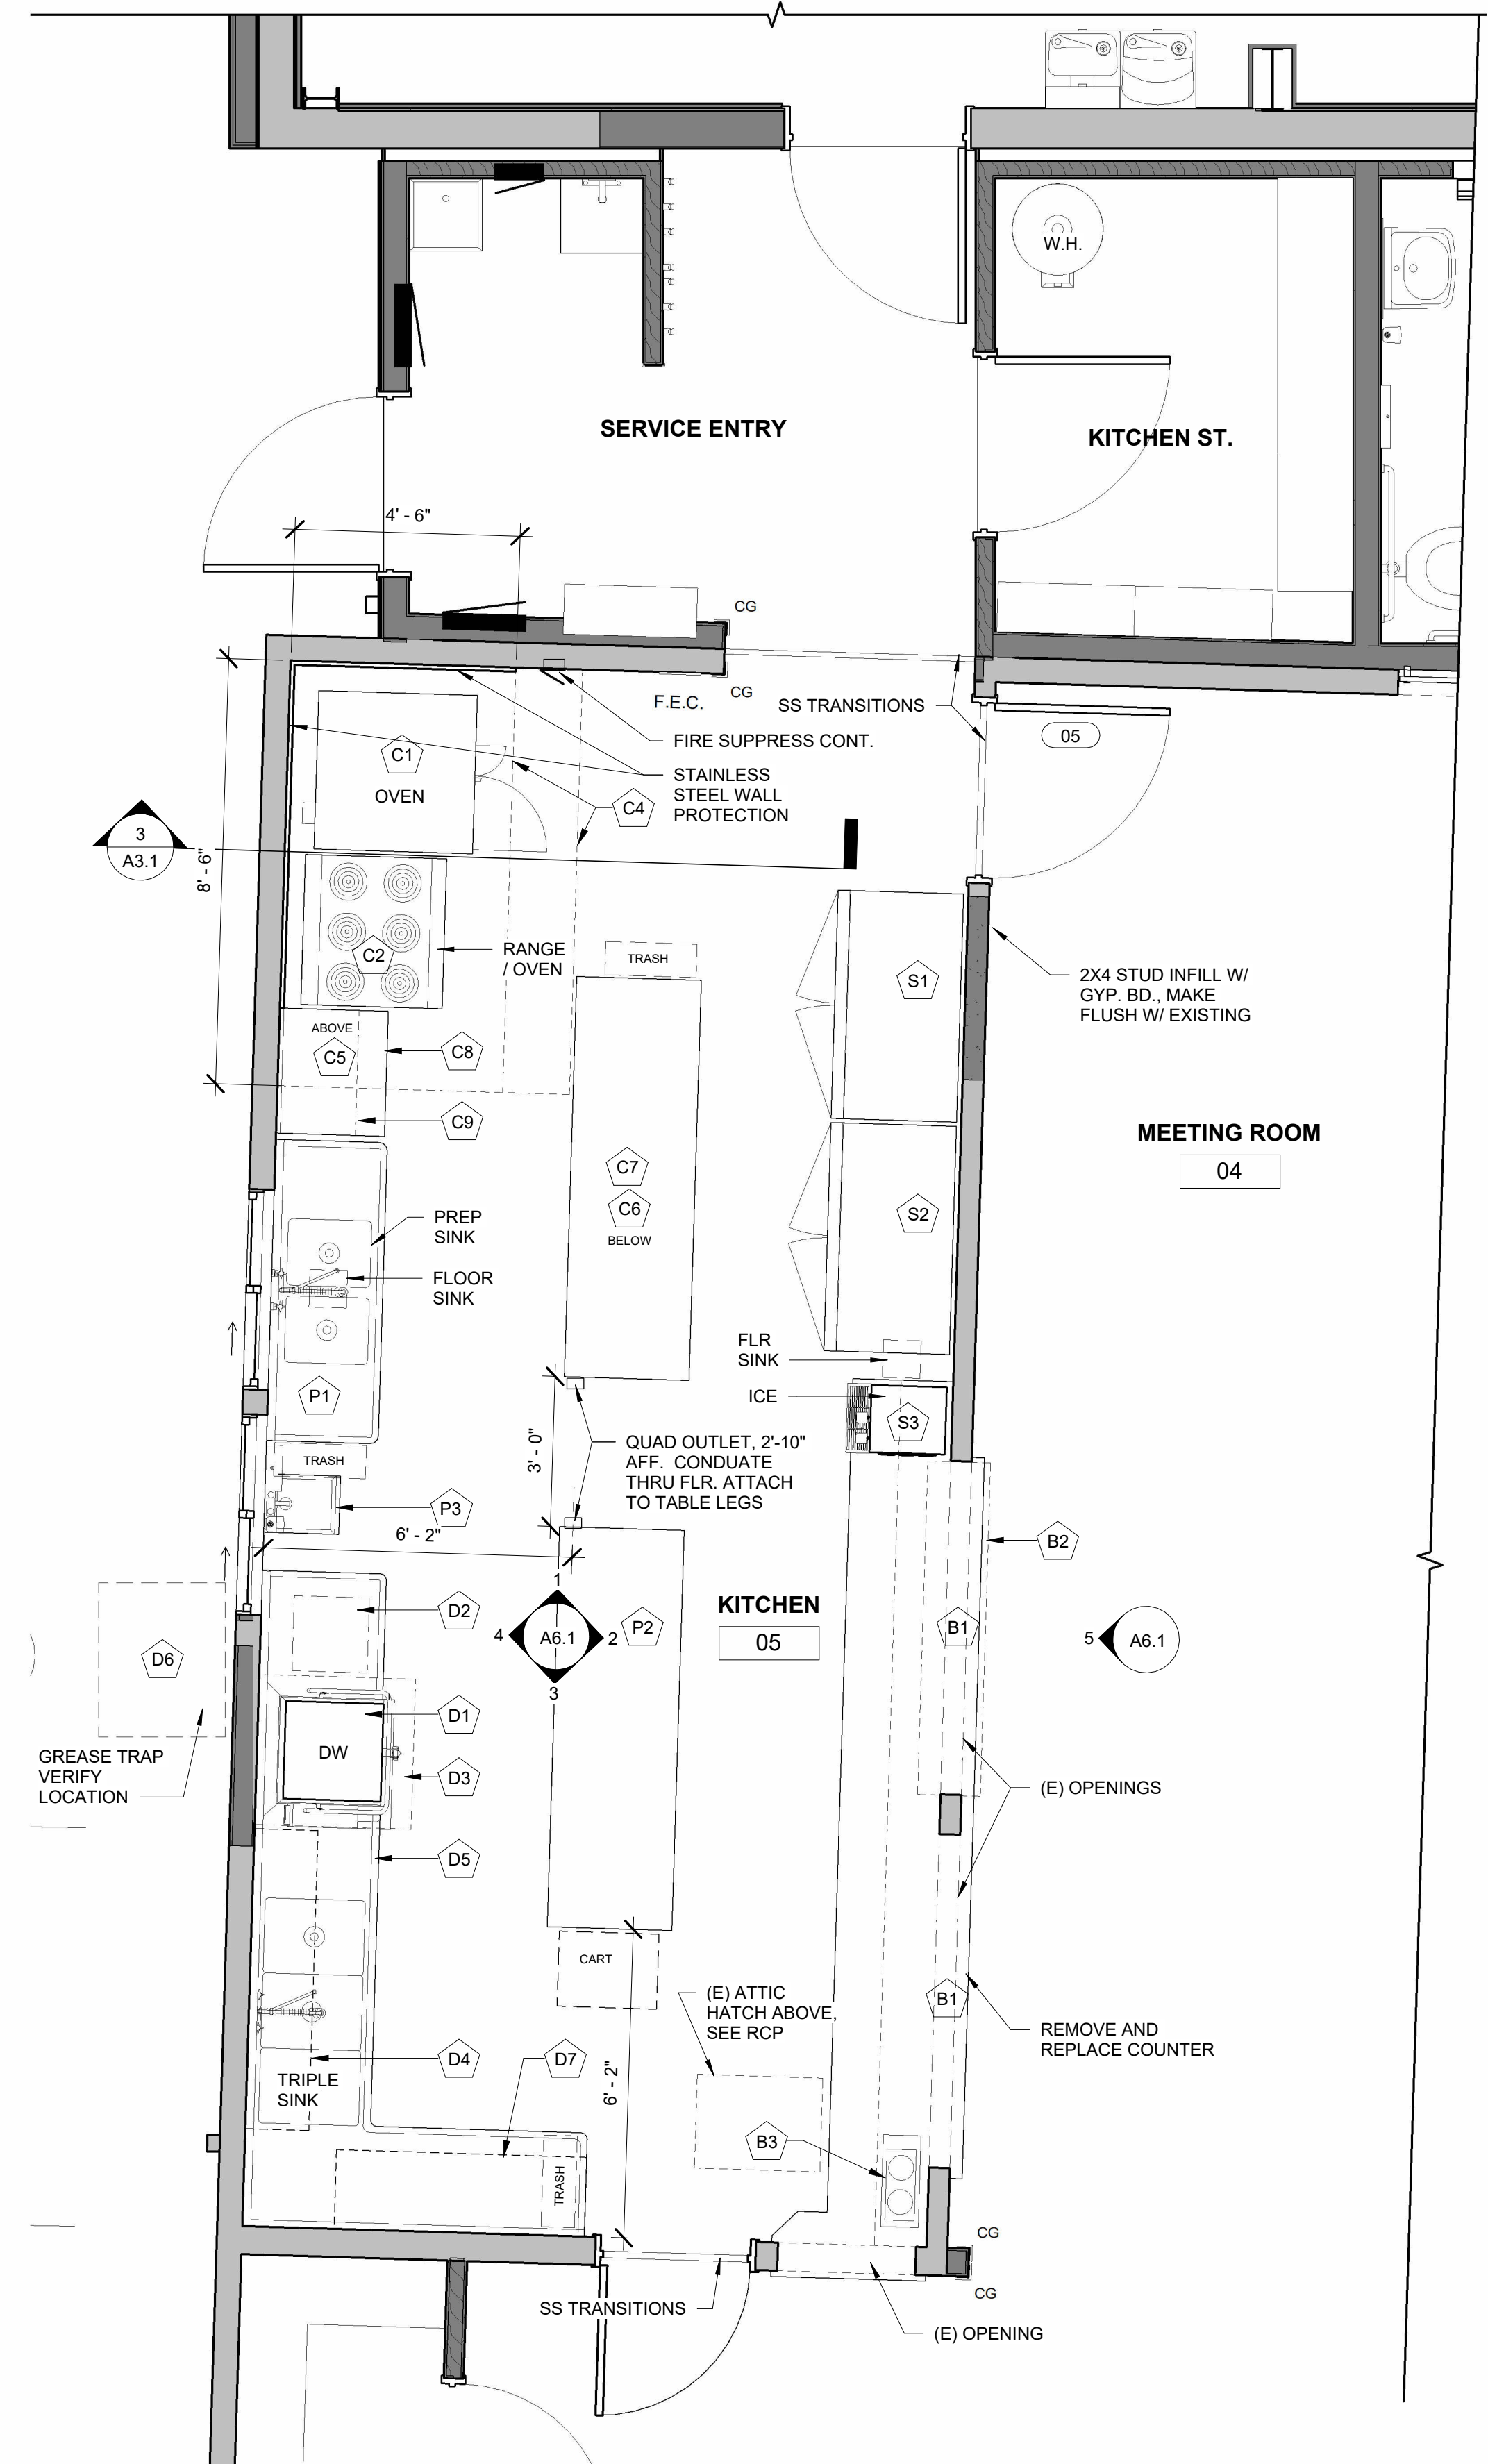 W.H.
SERVICE ENTRY
KITCHEN ST.
4' - 6"
CG
CG
F.E.C.
SS TRANSITIONS
05
FIRE SUPPRESS CONT.
C1
OVEN
STAINLESS
STEEL WALL
PROTECTION
C4
3
A3.1
8' - 6"
C2
RANGE
/ OVEN
TRASH
S1
2X4 STUD INFILL W/
GYP. BD., MAKE
FLUSH W/ EXISTING
ABOVE
C5
C8
C9
MEETING ROOM
04
C7
C6
BELOW
S2
PREP
SINK
FLOOR
SINK
FLR
SINK
ICE
P1
S3
3' - 0"
QUAD OUTLET, 2'-10"
AFF. CONDUATE
THRU FLR. ATTACH
TO TABLE LEGS
TRASH
P3
6' - 2"
B2
1
D2
4
A6.1
2
3
P2
KITCHEN
05
B1
5
A6.1
D6
D1
DW
D3
GREASE TRAP
VERIFY
LOCATION
(E) OPENINGS
D5
CART
(E) ATTIC
HATCH ABOVE,
SEE RCP
B1
REMOVE AND
REPLACE COUNTER
D4
D7
TRIPLE
SINK
6' - 2"
B3
TRASH
CG
CG
SS TRANSITIONS
(E) OPENING